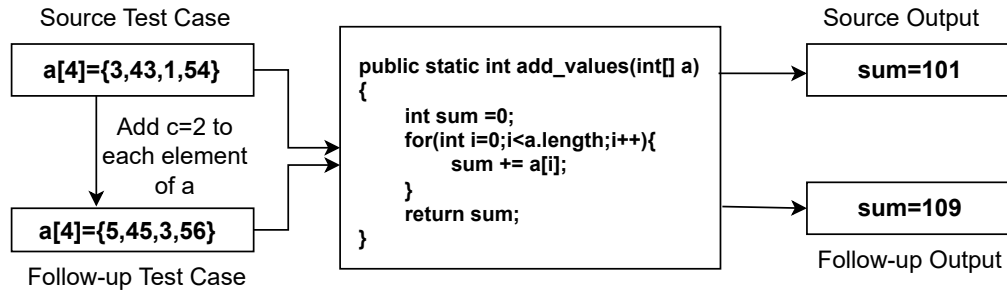 Source Test Case
a[4]={3,43,1,54}
Add c=2 to
each element
of a
a[4]={5,45,3,56}
Follow-up Test Case
public static int add_values(int[] a)
{
int sum =0;
for(int i=0;i<a.length;i++){
sum += a[i];
}
return sum;
}
Source Output
sum=101
sum=109
Follow-up Output